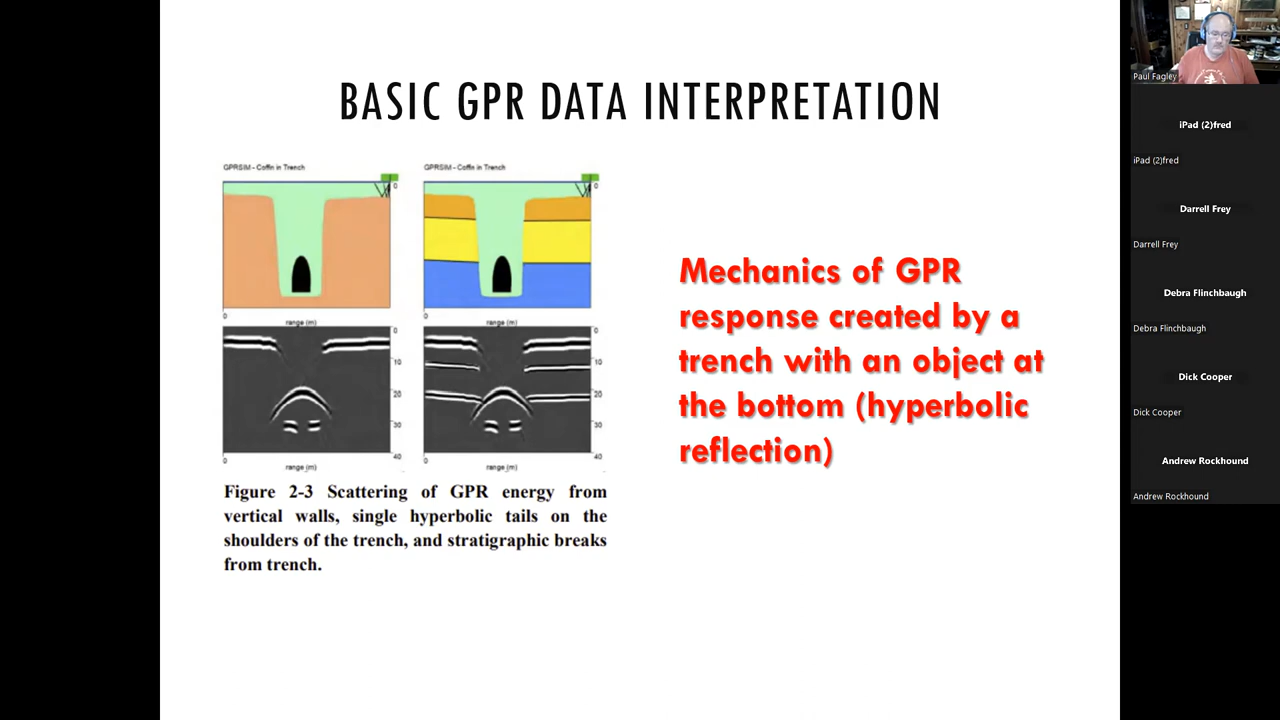 BASIC GPR DATA INTERPRETATION
GPRSIM - Coffin in Trench
GPRSIM - Coffin in Trench
0
0
0
range (m)
0
range (m)
0
10
20
30
40
0
range (m)
0
10
20
30
40
0
range (m)
Figure 2-3 Scattering of GPR energy from
vertical walls, single hyperbolic tails on the
shoulders of the trench, and stratigraphic breaks
from trench.
Mechanics of GPR
response created by a
trench with an object at
the bottom (hyperbolic
reflection)
Paul Fagley
iPad (2)fred
iPad (2)fred
Darrell Frey
Darrell Frey
Debra Flinchbaugh
Debra Flinchbaugh
Dick Cooper
Dick Cooper
Andrew Rockhound
Andrew Rockhound